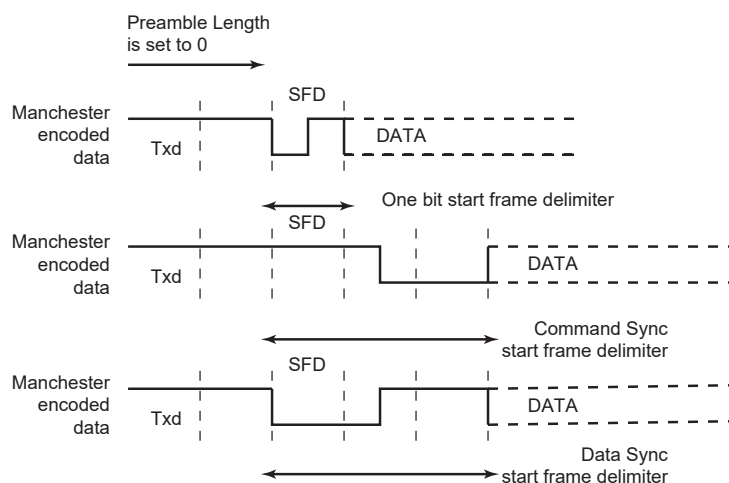 Preamble Length
is set to 0
SFD
Manchester
encoded
data
Txd
DATA
One bit start frame delimiter
SFD
Manchester
encoded
data
Txd
DATA
Command Sync
start frame delimiter
SFD
Manchester
encoded
data
Txd
DATA
Data Sync
start frame delimiter